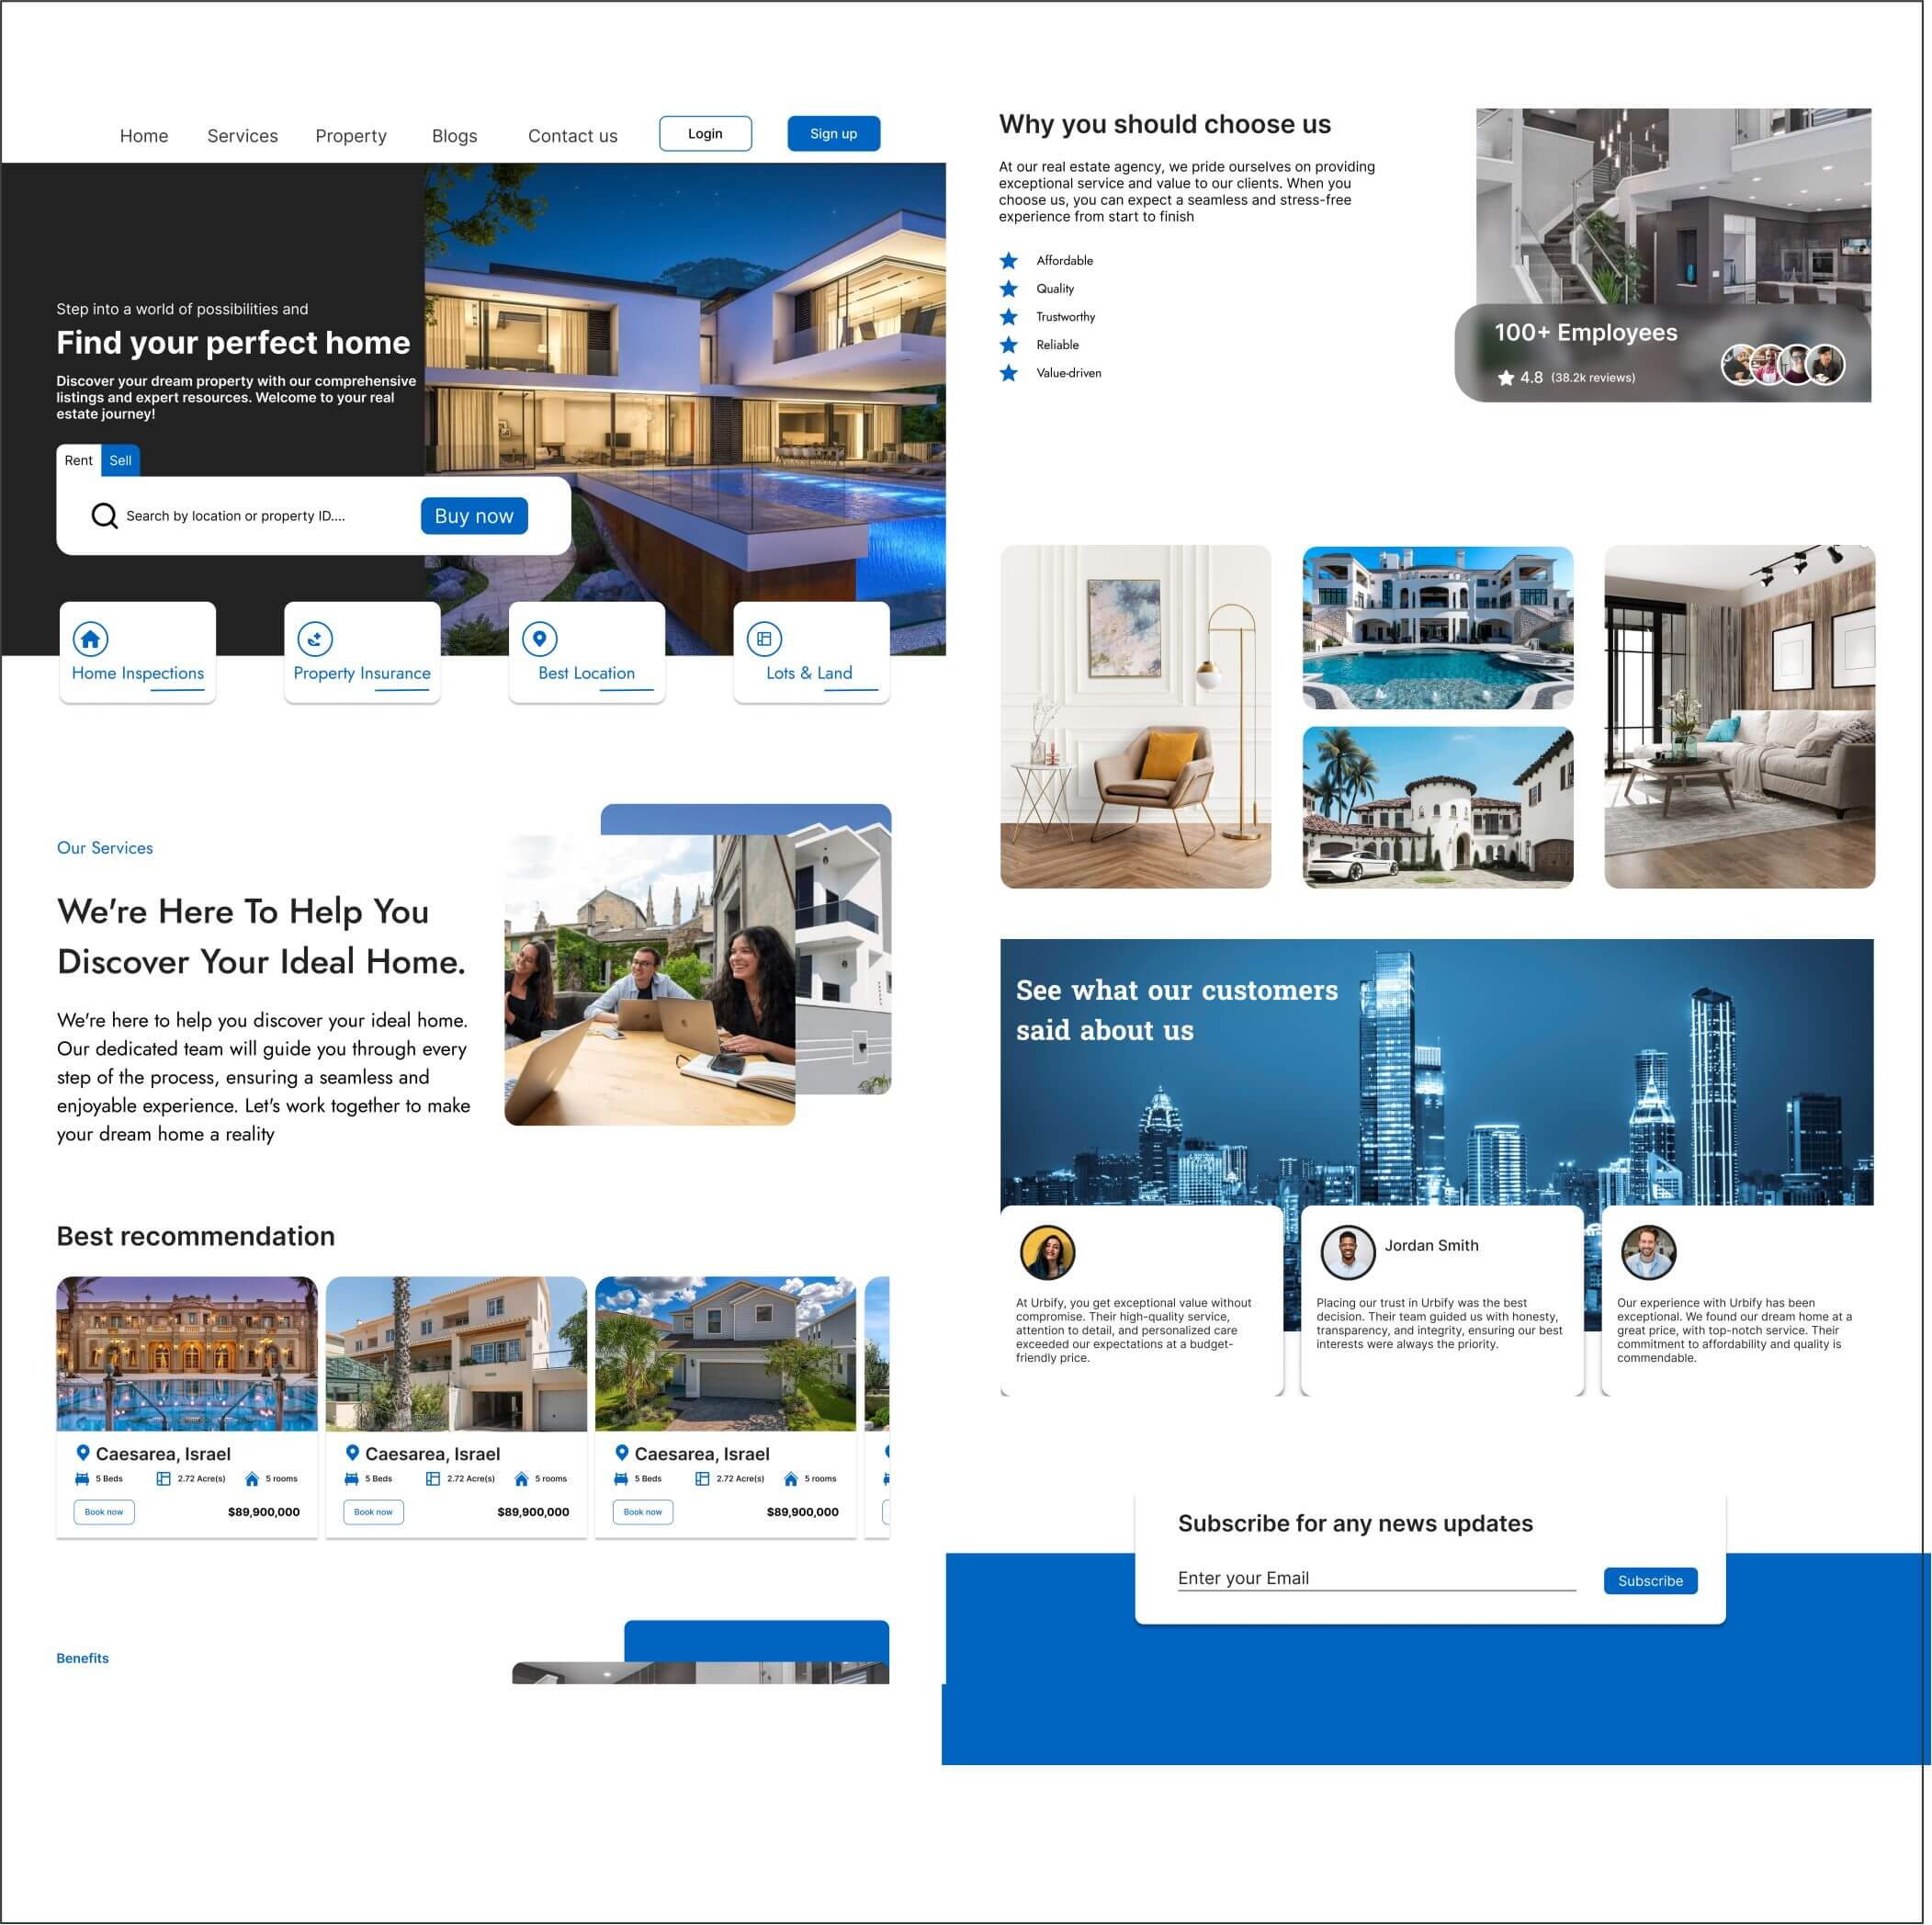 Home Services Property Blogs Contact us Login Sign up
Step into a world of possibilities and
Find your perfect home
Discover your dream property with our comprehensive
listings and expert resources. Welcome to your real
estate journey!
Rent Sell
Search by location or property ID....
Buy now
Home Inspections
Property Insurance
Best Location
Lots & Land
Our Services
We're Here To Help You
Discover Your Ideal Home.
We're here to help you discover your ideal home.
Our dedicated team will guide you through every
step of the process, ensuring a seamless and
enjoyable experience. Let's work together to make
your dream home a reality
Best recommendation
Caesarea, Israel
5 Beds 2.72 Acre(s) 5 rooms
Book now $89,900,000
Caesarea, Israel
5 Beds 2.72 Acre(s) 5 rooms
Book now $89,900,000
Caesarea, Israel
5 Beds 2.72 Acre(s) 5 rooms
Book now $89,900,000
Benefits
Why you should choose us
At our real estate agency, we pride ourselves on providing
exceptional service and value to our clients. When you
choose us, you can expect a seamless and stress-free
experience from start to finish
Affordable
Quality
Trustworthy
Reliable
Value-driven
100+ Employees
4.8 (38.2k reviews)
See what our customers
said about us
At Urbify, you get exceptional value without
compromise. Their high-quality service,
attention to detail, and personalized care
exceeded our expectations at a budget-
friendly price.
Jordan Smith
Placing our trust in Urbify was the best
decision. Their team guided us with honesty,
transparency, and integrity, ensuring our best
interests were always the priority.
Our experience with Urbify has been
exceptional. We found our dream home at a
great price, with top-notch service. Their
commitment to affordability and quality is
commendable.
Subscribe for any news updates
Enter your Email
Subscribe